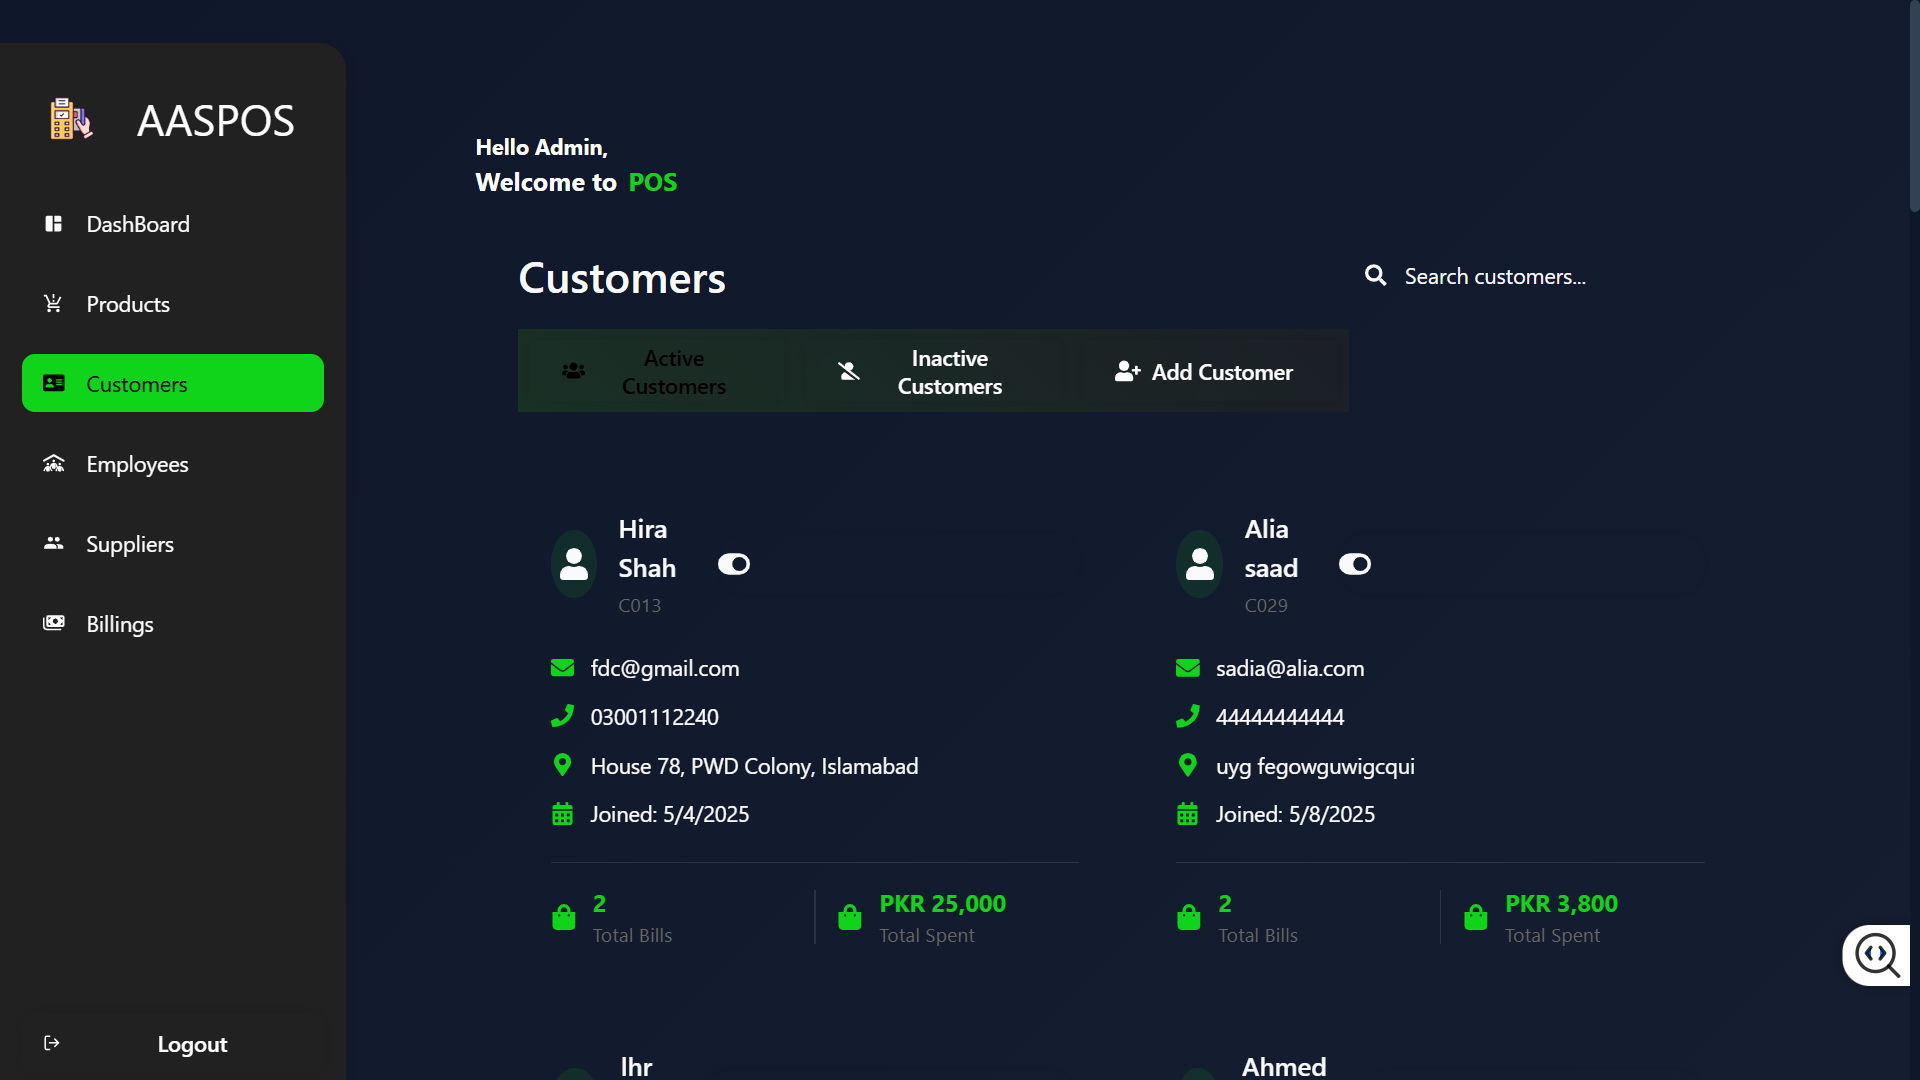 AASPOS
DashBoard
Products
Customers
Employees
Suppliers
Billings
Logout
Hello Admin,
Welcome to POS
Customers
Search customers...
Active
Customers
Inactive
Customers
Add Customer
Hira
Shah
C013
fdc@gmail.com
03001112240
House 78, PWD Colony, Islamabad
Joined: 5/4/2025
2
Total Bills
PKR 25,000
Total Spent
Alia
saad
C029
sadia@alia.com
44444444444
uyg fegowguwigcqui
Joined: 5/8/2025
2
Total Bills
PKR 3,800
Total Spent
Ahmed